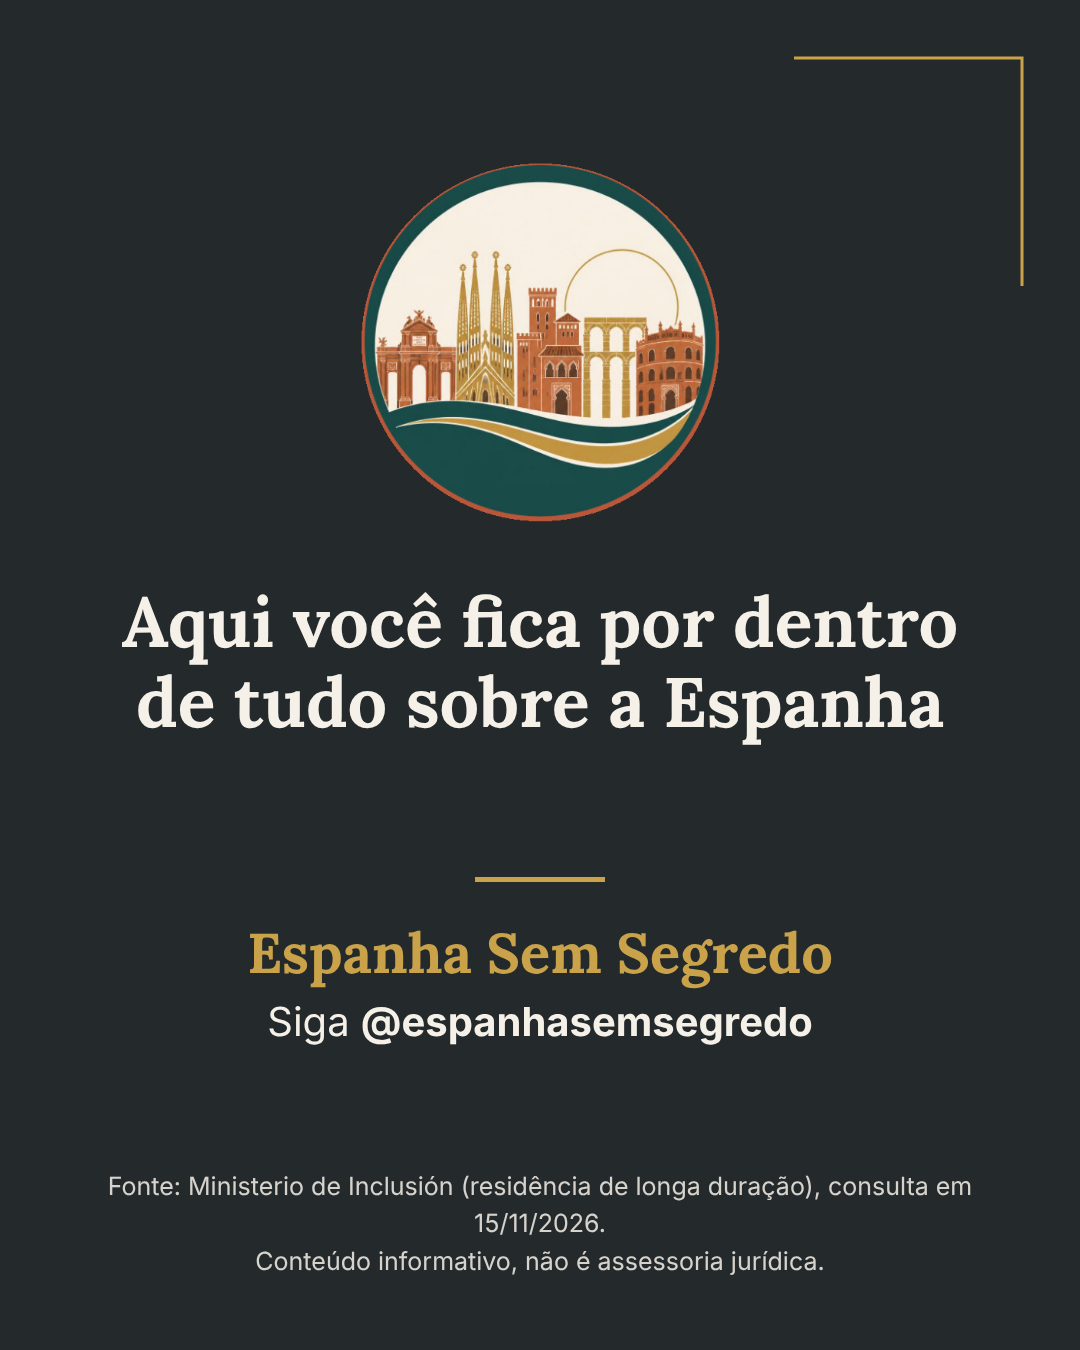 Aqui você fica por dentro
de tudo sobre a Espanha
Espanha Sem Segredo
Siga @espanhasemsegredo
Fonte: Ministerio de Inclusión (residência de longa duração), consulta em
15/11/2026.
Conteúdo informativo, não é assessoria jurídica.